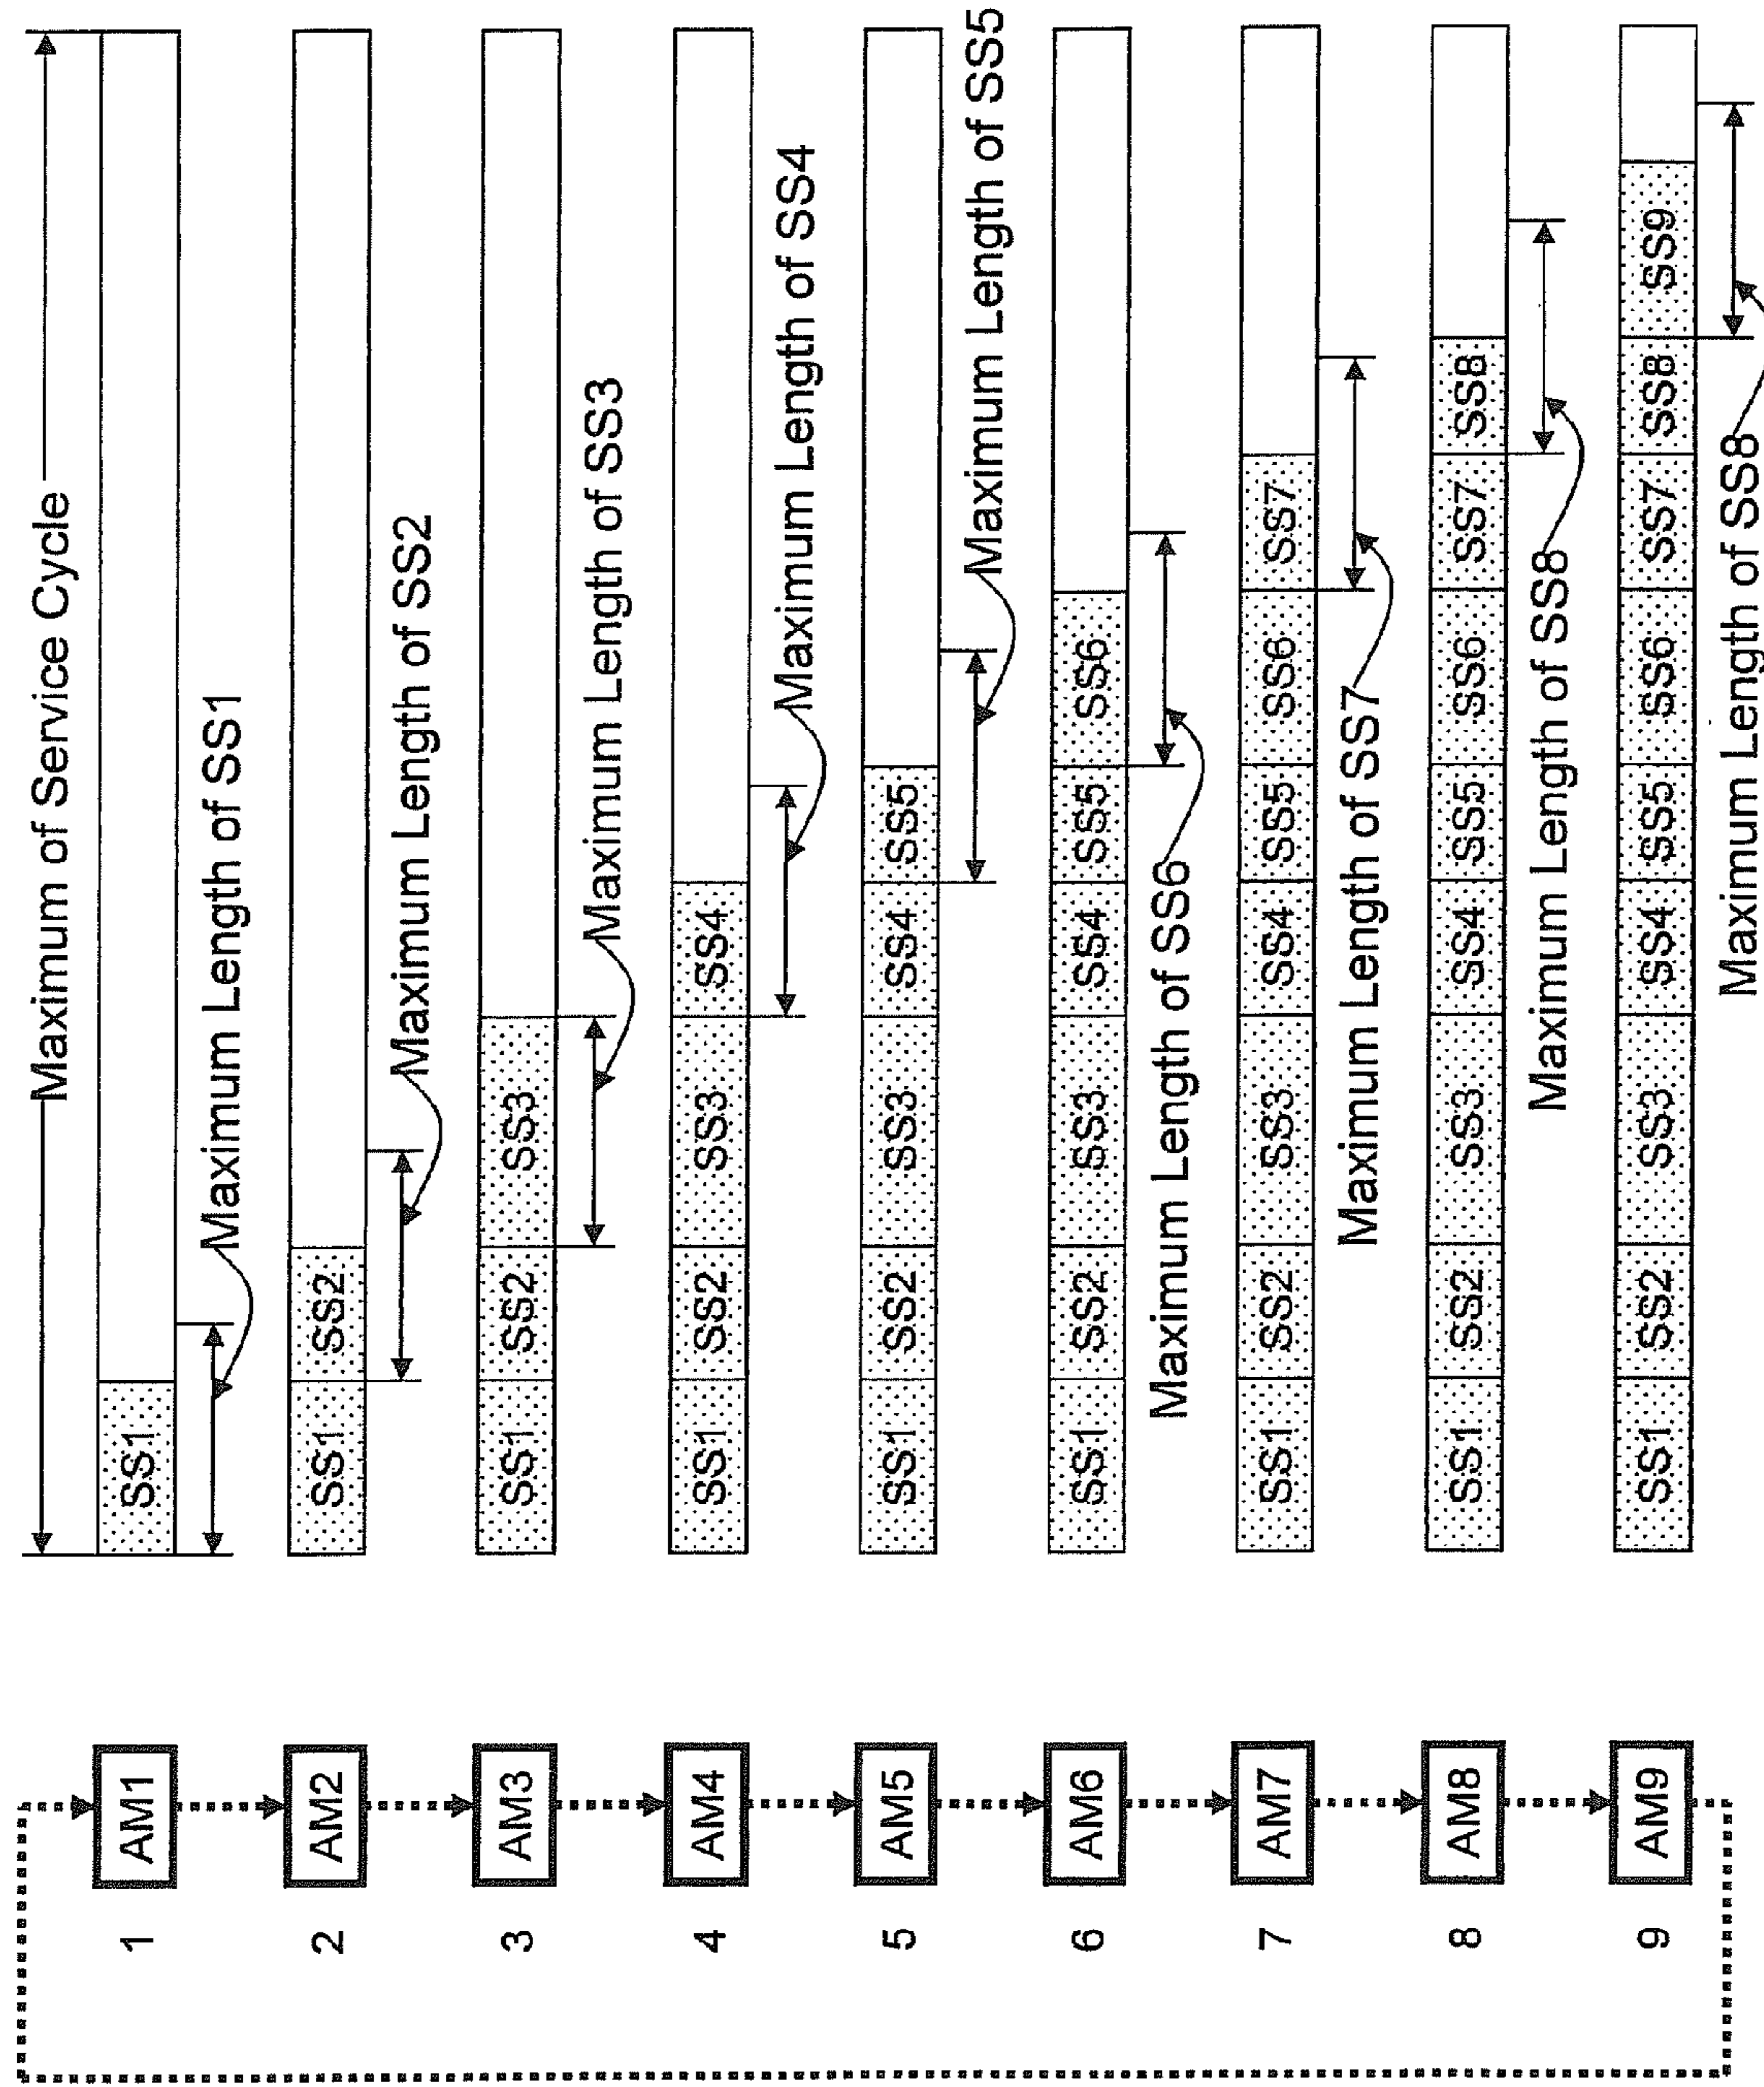 Maximum of Service Cycle
1 AM1 SS1
Maximum Length of SS1
2 AM2 SS1 SS2
Maximum Length of SS2
3 AM3 SS1 SS2 SS3
Maximum Length of SS3
4 AM4 SS1 SS2 SS3 SS4
Maximum Length of SS4
5 AM5 SS1 SS2 SS3 SS4 SS5
Maximum Length of SS5
6 AM6 SS1 SS2 SS3 SS4 SS5 SS6
Maximum Length of SS6
7 AM7 SS1 SS2 SS3 SS4 SS5 SS6 SS7
Maximum Length of SS7
8 AM8 SS1 SS2 SS3 SS4 SS5 SS6 SS7 SS8
Maximum Length of SS8
9 AM9 SS1 SS2 SS3 SS4 SS5 SS6 SS7 SS8 SS9
Maximum Length of SS8